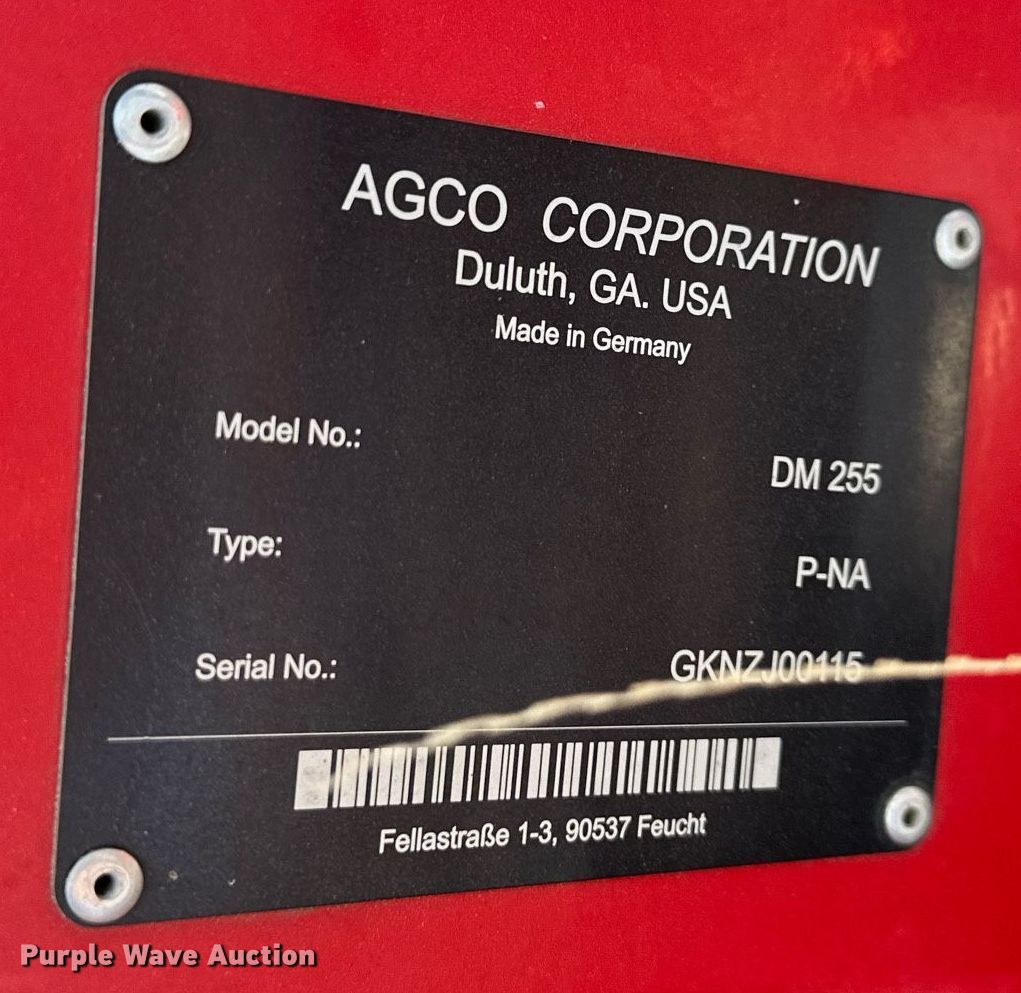 AGCO CORPORATION
Duluth, GA. USA
Made in Germany
Model No.:
DM 255
Type:
P-NA
Serial No.:
GKNZJ00115
Fellastraße 1-3, 90537 Feucht
Purple Wave Auction